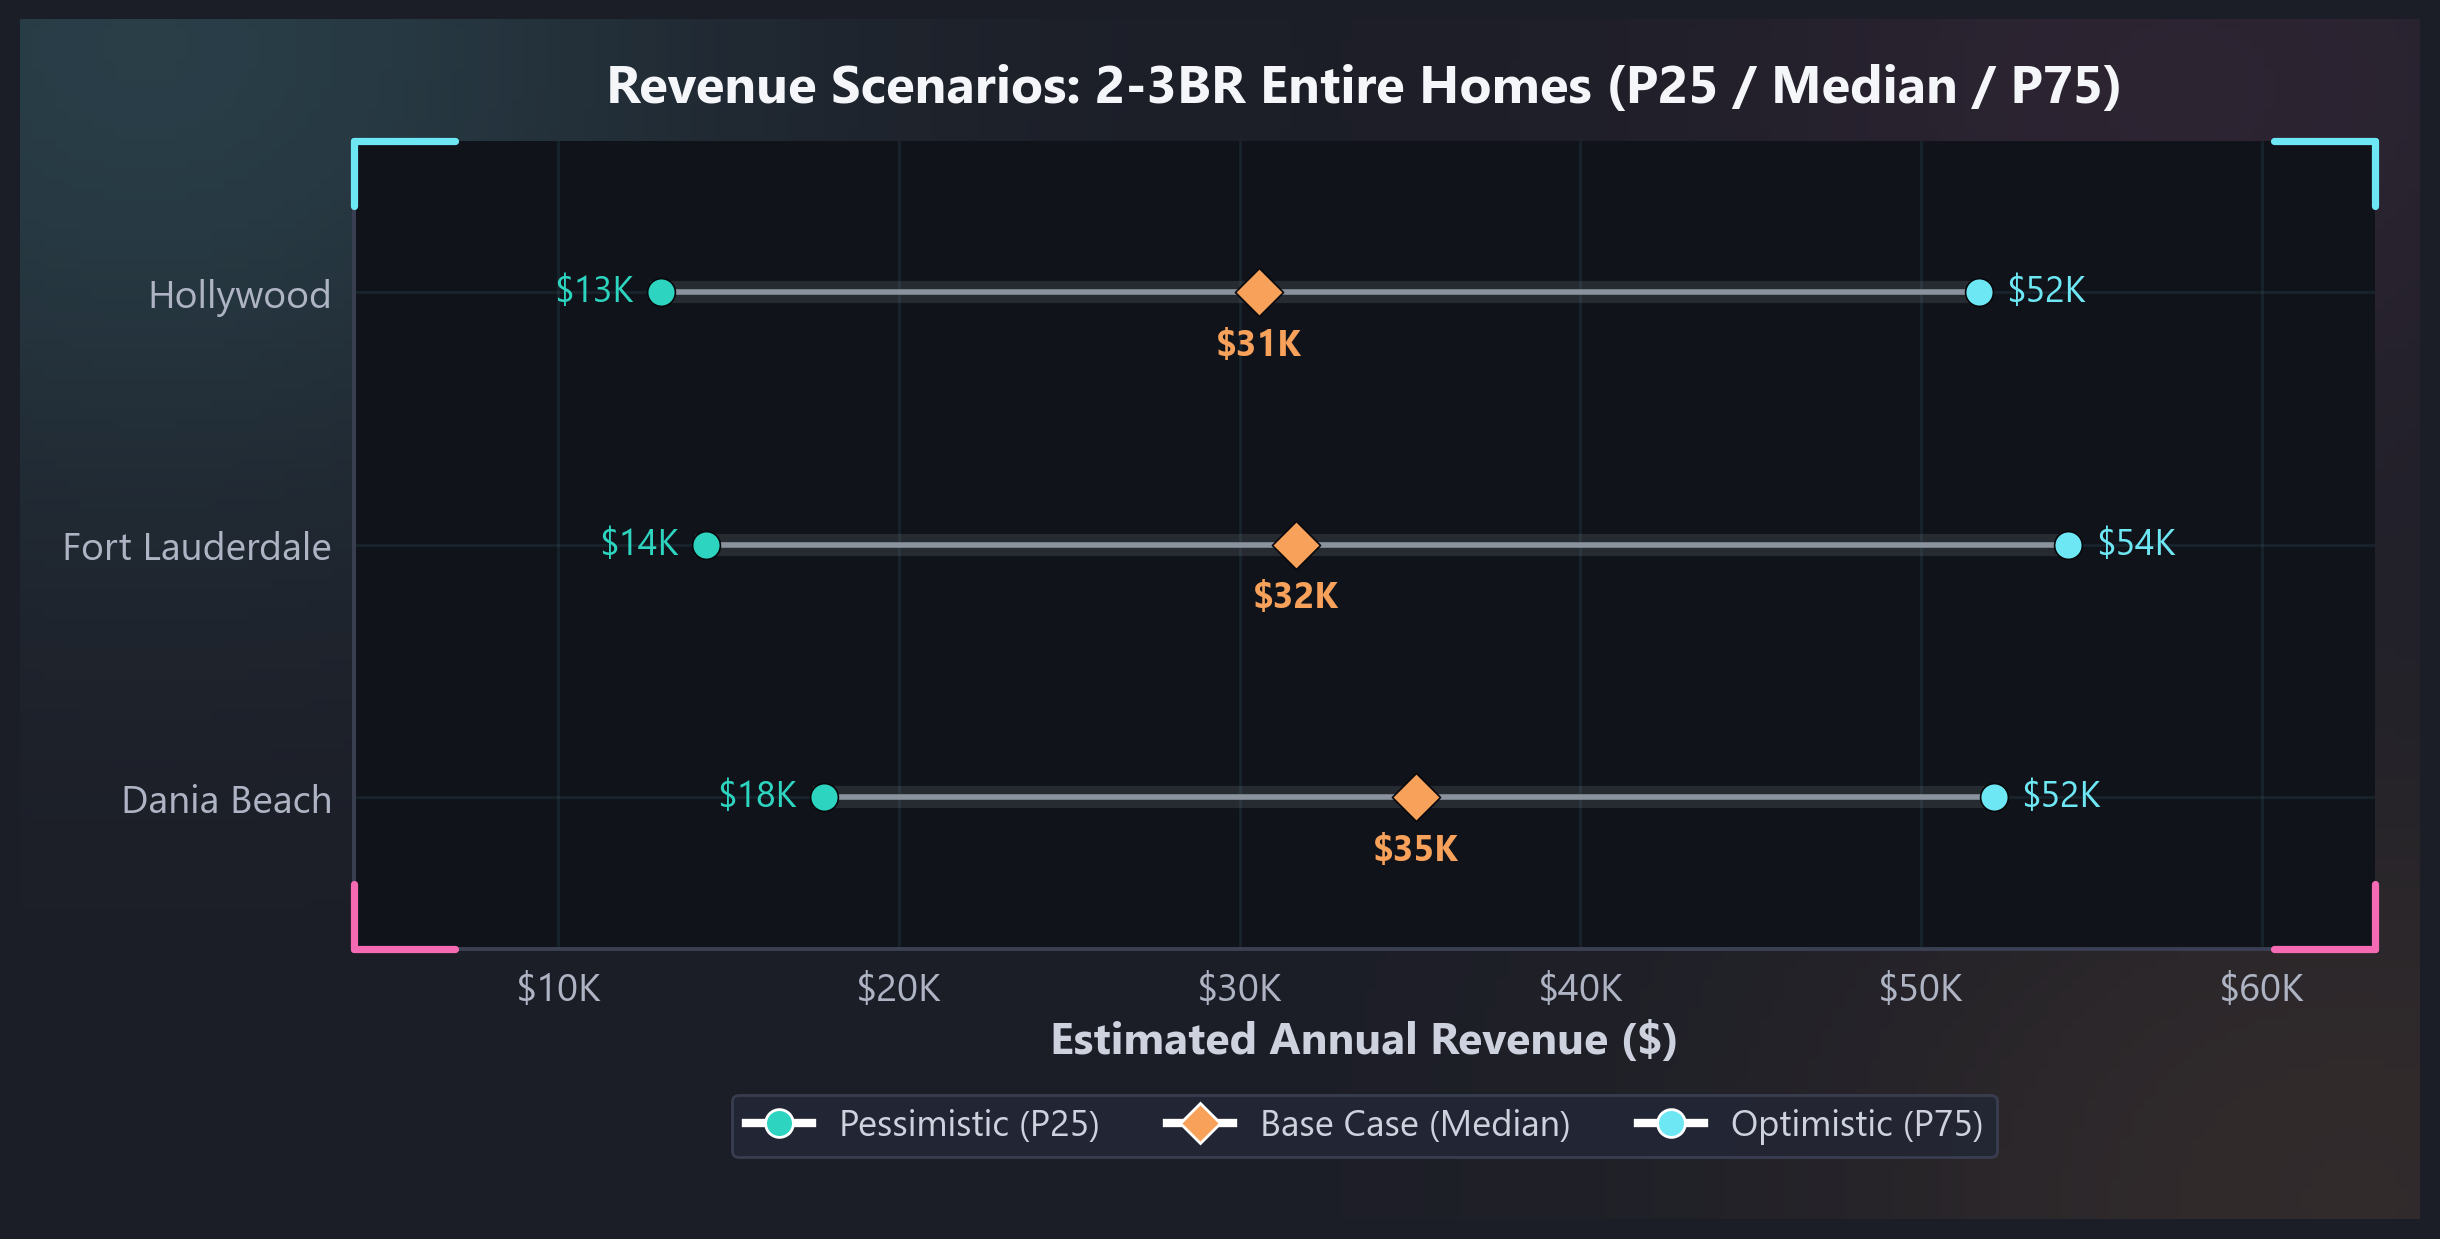 Revenue Scenarios: 2-3BR Entire Homes (P25 / Median / P75)
Hollywood
$13K
$52K
$31K
Fort Lauderdale
$14K
$54K
$32K
Dania Beach
$18K
$52K
$35K
$10K $20K $30K $40K $50K $60K
Estimated Annual Revenue ($)
Pessimistic (P25) Base Case (Median) Optimistic (P75)